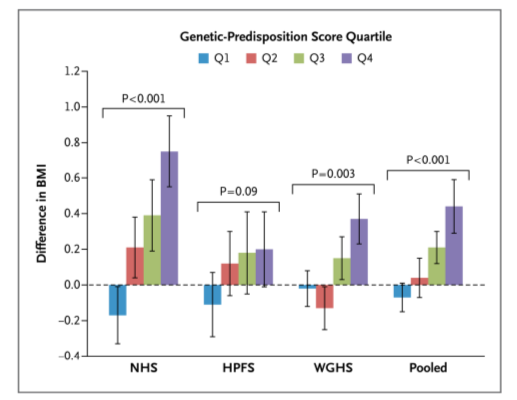 Genetic-Predisposition Score Quartile
Q1 Q2 Q3 Q4
1.2
1.0
0.8
0.6
0.4
0.2
0.0
−0.2
−0.4
Difference in BMI
P<0.001
P=0.09
P=0.003
P<0.001
NHS HPFS WGHS Pooled